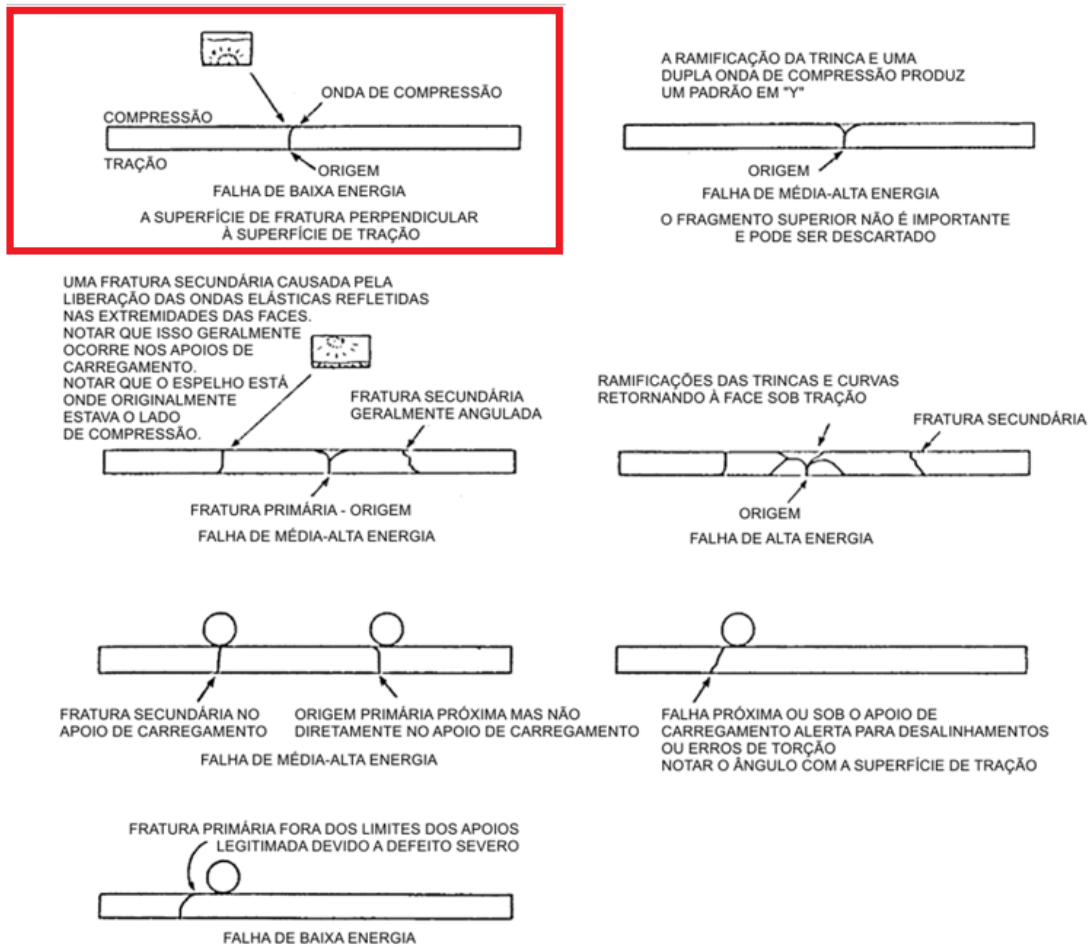 ONDA DE COMPRESSÃO
COMPRESSÃO
TRAÇÃO
ORIGEM
FALHA DE BAIXA ENERGIA
A SUPERFÍCIE DE FRATURA PERPENDICULAR
À SUPERFÍCIE DE TRAÇÃO
A RAMIFICAÇÃO DA TRINCA E UMA
DUPLA ONDA DE COMPRESSÃO PRODUZ
UM PADRÃO EM "Y"
ORIGEM
FALHA DE MÉDIA-ALTA ENERGIA
O FRAGMENTO SUPERIOR NÃO É IMPORTANTE
E PODE SER DESCARTADO
UMA FRATURA SECUNDÁRIA CAUSADA PELA
LIBERAÇÃO DAS ONDAS ELÁSTICAS REFLETIDAS
NAS EXTREMIDADES DAS FACES.
NOTAR QUE ISSO GERALMENTE
OCORRE NOS APOIOS DE
CARREGAMENTO.
NOTAR QUE O ESPELHO ESTÁ
ONDE ORIGINALMENTE
ESTAVA O LADO
DE COMPRESSÃO.
FRATURA SECUNDÁRIA
GERALMENTE ANGULADA
FRATURA PRIMÁRIA - ORIGEM
FALHA DE MÉDIA-ALTA ENERGIA
RAMIFICAÇÕES DAS TRINCAS E CURVAS
RETORNANDO À FACE SOB TRAÇÃO
FRATURA SECUNDÁRIA
ORIGEM
FALHA DE ALTA ENERGIA
FRATURA SECUNDÁRIA NO
APOIO DE CARREGAMENTO
ORIGEM PRIMÁRIA PRÓXIMA MAS NÃO
DIRETAMENTE NO APOIO DE CARREGAMENTO
FALHA DE MÉDIA-ALTA ENERGIA
FALHA PRÓXIMA OU SOB O APOIO DE
CARREGAMENTO ALERTA PARA DESALINHAMENTOS
OU ERROS DE TORÇÃO
NOTAR O ÂNGULO COM A SUPERFÍCIE DE TRAÇÃO
FRATURA PRIMÁRIA FORA DOS LIMITES DOS APOIOS
LEGITIMADA DEVIDO A DEFEITO SEVERO
FALHA DE BAIXA ENERGIA